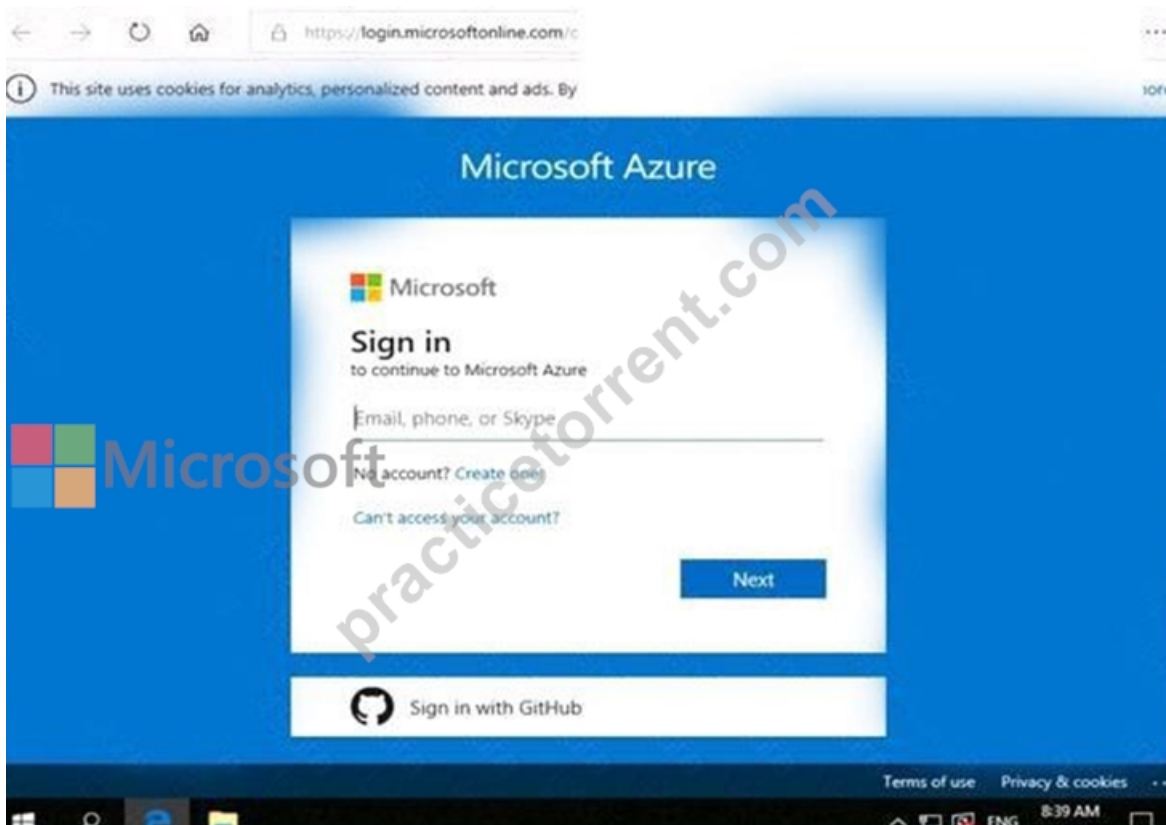 https://login.microsoftonline.com/c
This site uses cookies for analytics, personalized content and ads. By
Microsoft Azure
Microsoft
Sign in
to continue to Microsoft Azure
Email, phone, or Skype
No account? Create one!
Can't access your account?
Next
Sign in with GitHub
Microsoft
practicetorrent.com
Terms of use Privacy & cookies
ENG 8:39 AM